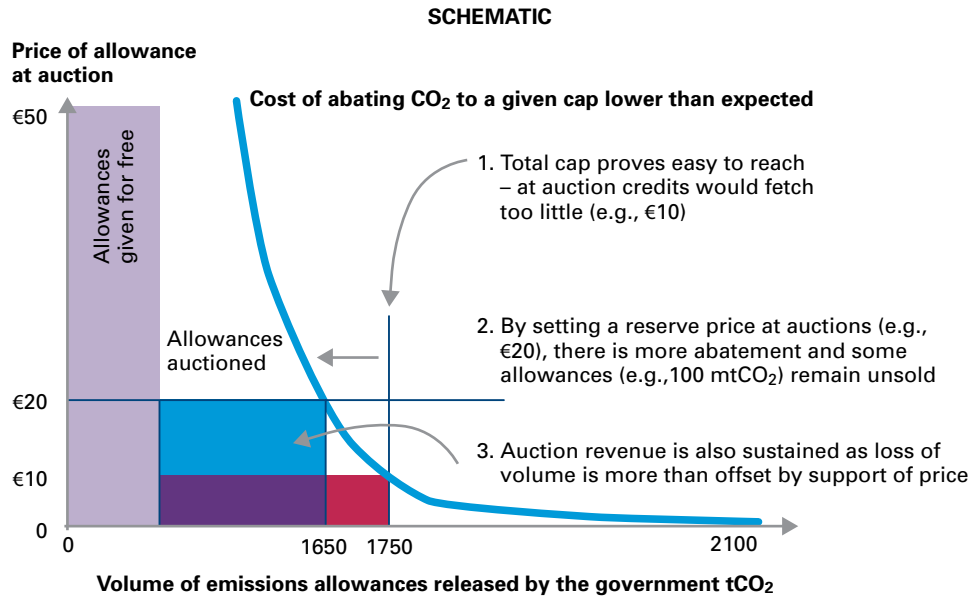 SCHEMATIC
Price of allowance
at auction
Cost of abating CO2 to a given cap lower than expected
€50
Allowances
given for free
1. Total cap proves easy to reach
– at auction credits would fetch
too little (e.g., €10)
Allowances
auctioned
2. By setting a reserve price at auctions (e.g.,
€20), there is more abatement and some
allowances (e.g.,100 mtCO2) remain unsold
€20
3. Auction revenue is also sustained as loss of
volume is more than offset by support of price
€10
0
0
1650
1750
2100
Volume of emissions allowances released by the government tCO2